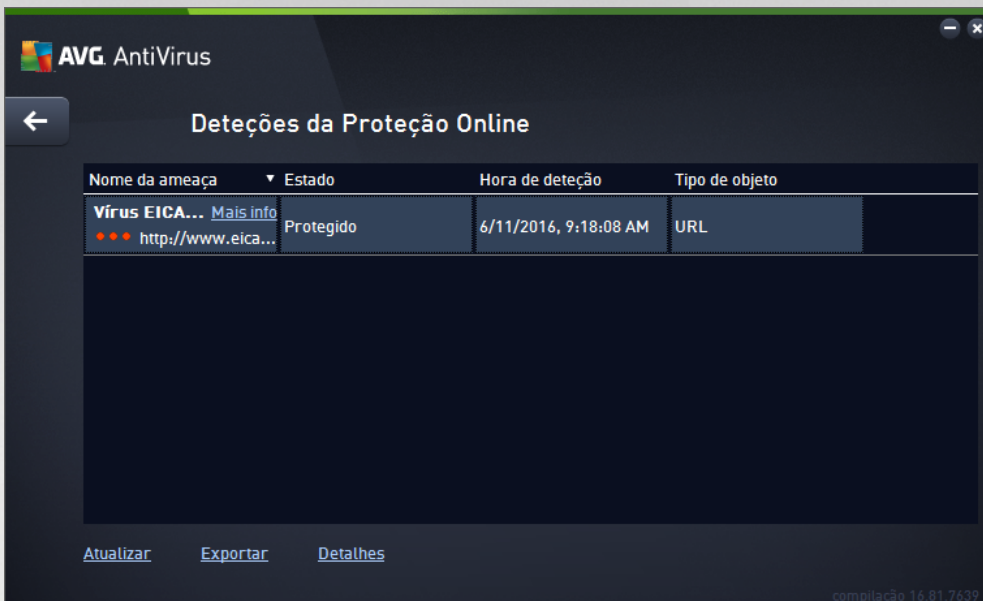 AVG. AntiVirus
Deteções da Proteção Online
Nome da ameaça ▼ Estado Hora de deteção Tipo de objeto
Vírus EICA... Mais info
http://www.eica...
Protegido 6/11/2016, 9:18:08 AM URL
Atualizar Exportar Detalhes
compilação 16.81.7639